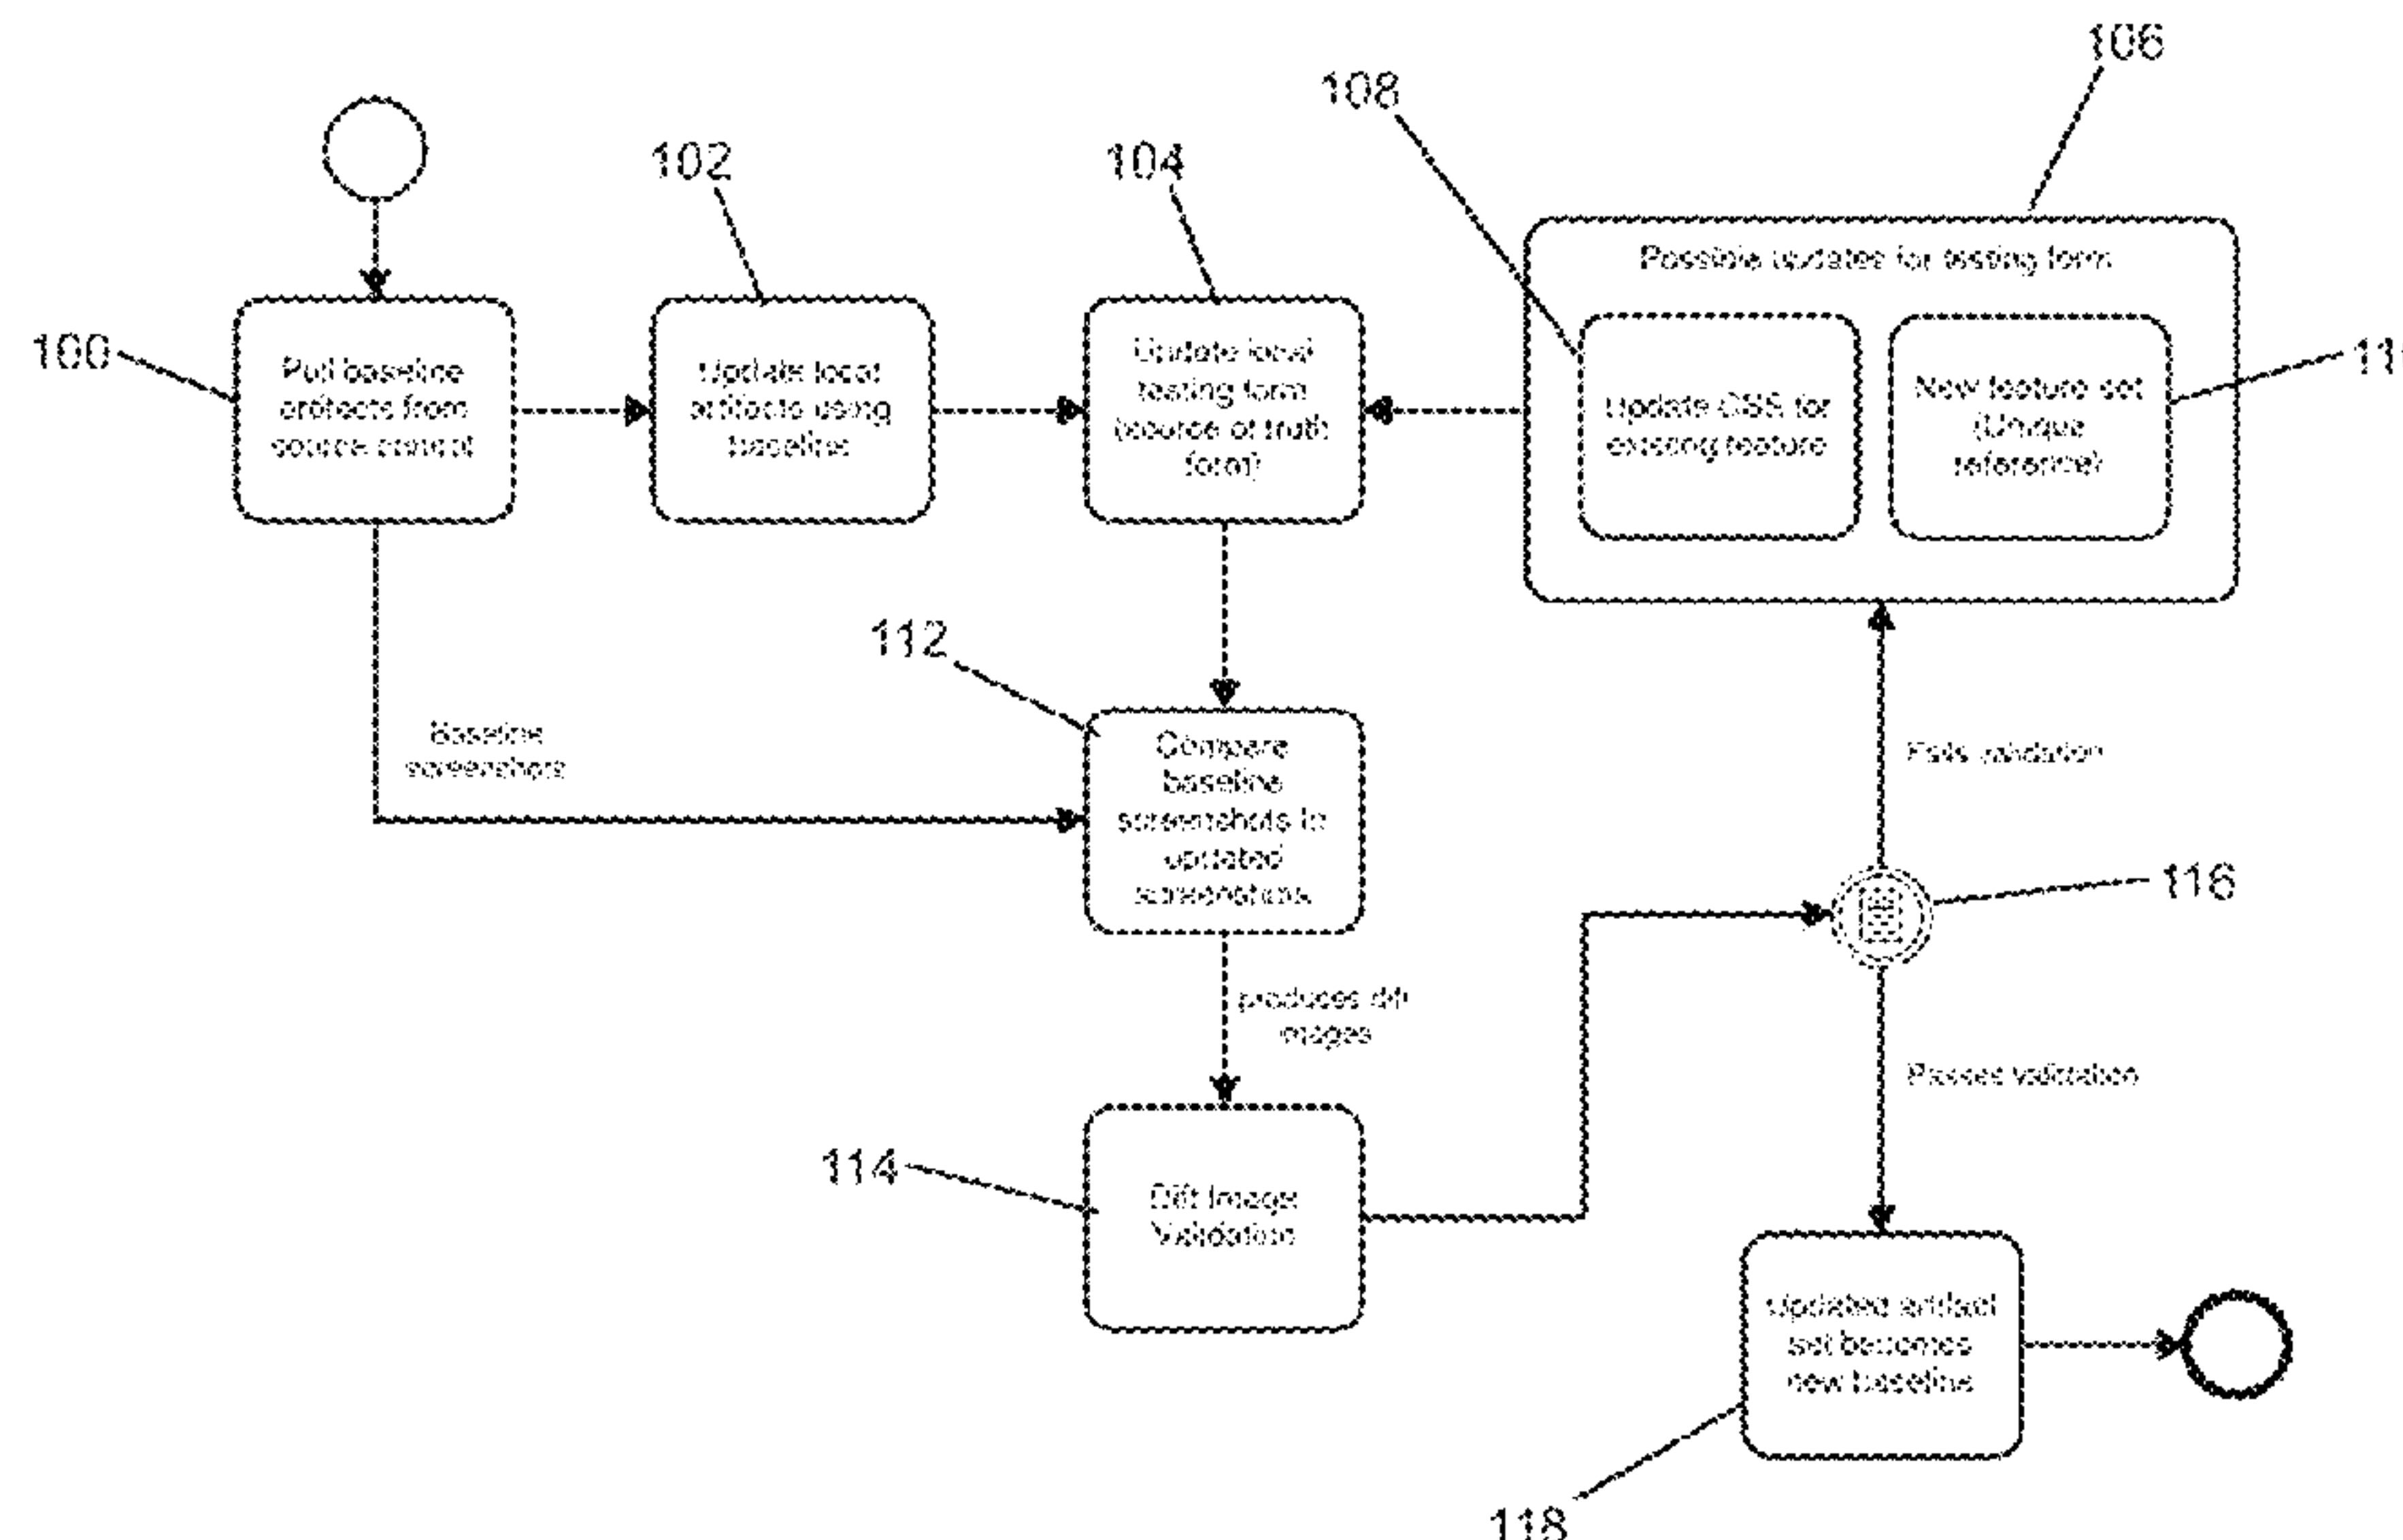 106
108
102
104
Possible updates for testing form
100
Pull baseline
artifacts from
source control
Update local
artifacts using
baseline
Update local
testing form
(source of truth
form)
Update CSS for
existing feature
New feature set
(Unique
reference)
11
112
Baseline
screenshots
Compare
baseline
screenshots to
updated
screenshots
Fails validation
116
produces diff
images
Passes validation
114
Diff Image
Validation
Updated artifact
set becomes
new baseline
118